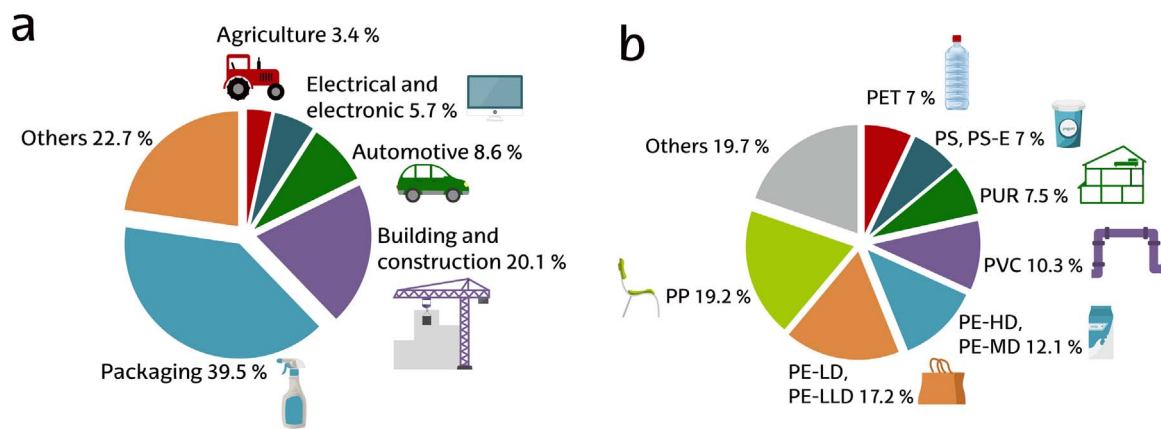 a
Agriculture 3.4 %
Electrical and
electronic 5.7 %
Others 22.7 %
Automotive 8.6 %
Building and
construction 20.1 %
Packaging 39.5 %
b
PET 7 %
PS, PS-E 7 %
yogurt
Others 19.7 %
PUR 7.5 %
PVC 10.3 %
PP 19.2 %
PE-HD,
PE-MD 12.1 %
PE-LD,
PE-LLD 17.2 %